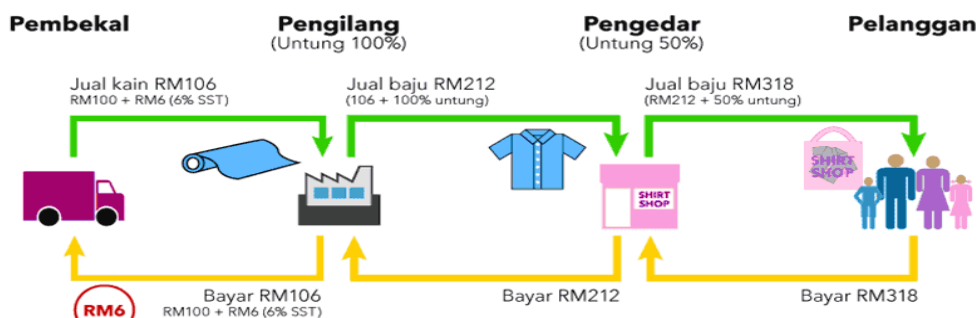 Pembekal
Pengilang
(Untung 100%)
Pengedar
(Untung 50%)
Pelanggan
Jual kain RM106
RM100 + RM6 (6% SST)
Jual baju RM212
(106 + 100% untung)
Jual baju RM318
(RM212 + 50% untung)
SHIRT
SHOP
SHIRT
SHOP
RM6
Bayar RM106
RM100 + RM6 (6% SST)
Bayar RM212
Bayar RM318